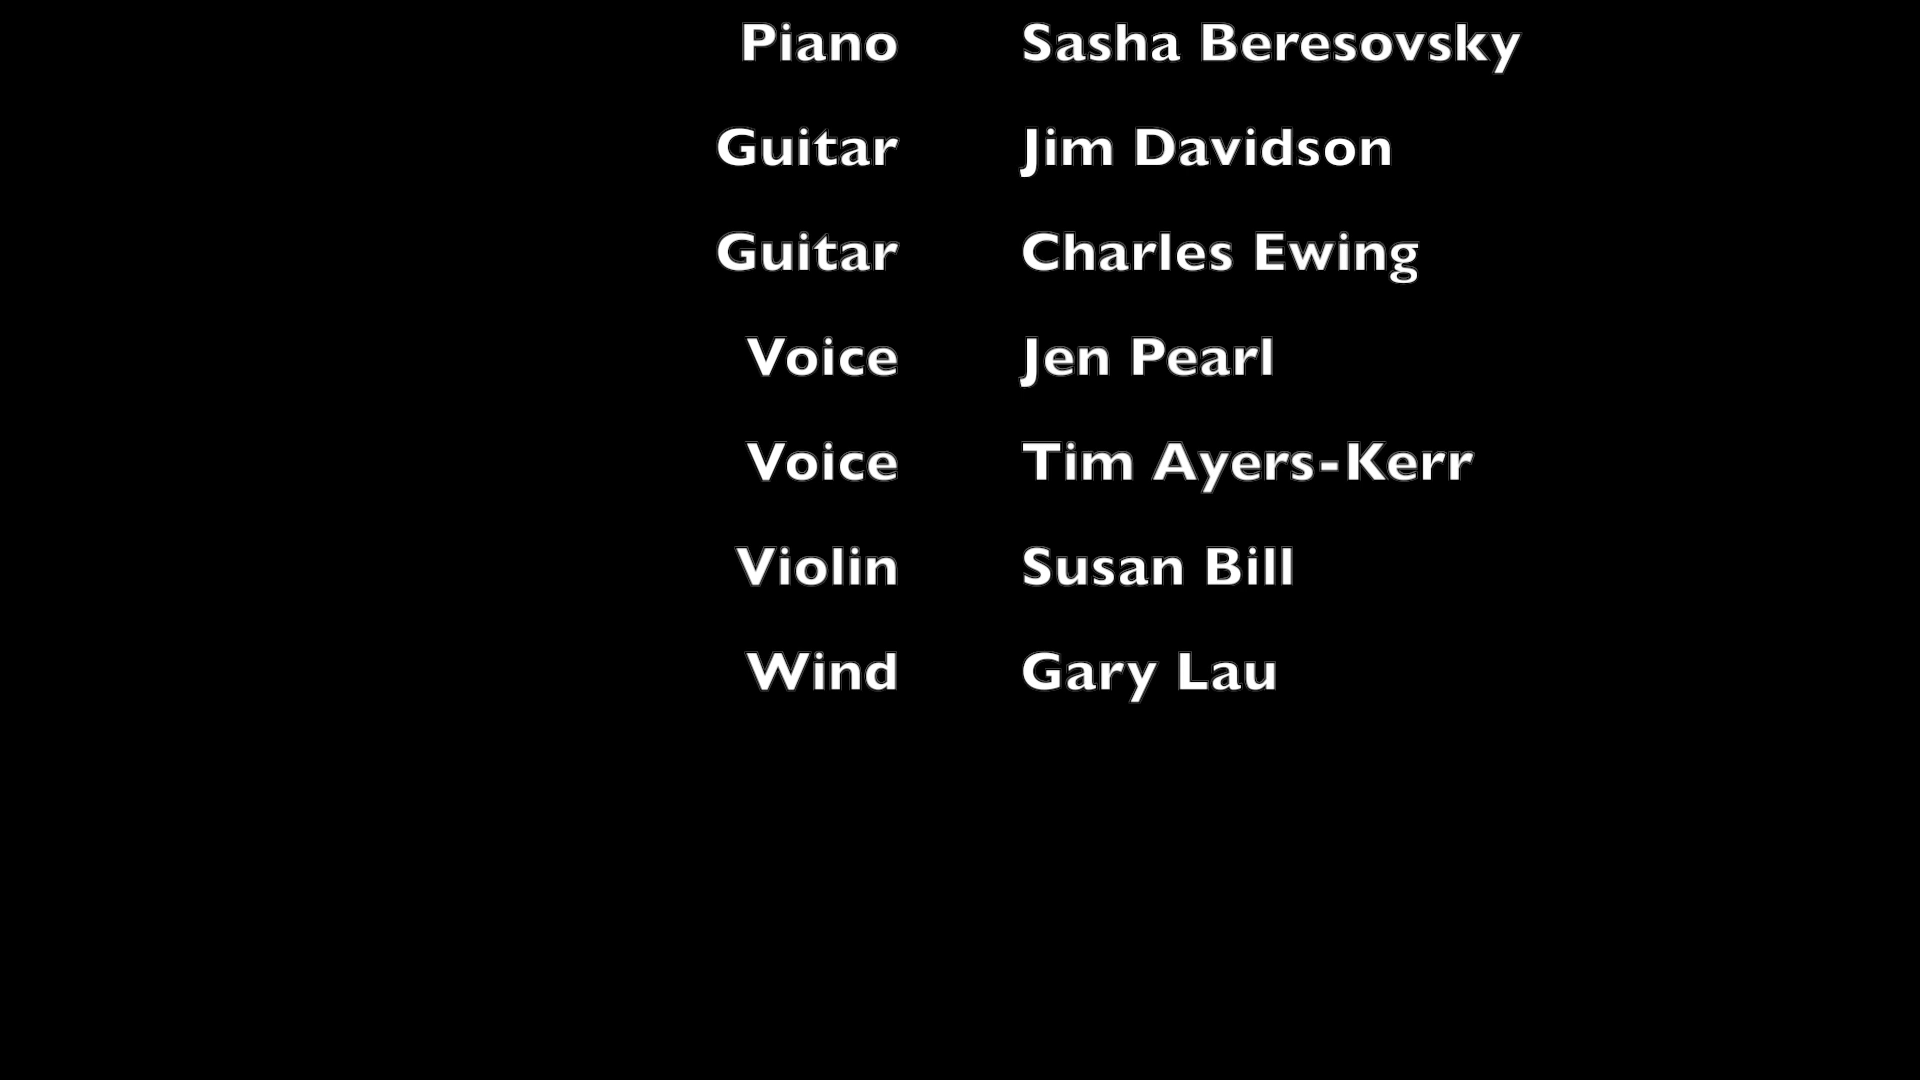 Piano Sasha Beresovsky
Guitar Jim Davidson
Guitar Charles Ewing
Voice Jen Pearl
Voice Tim Ayers-Kerr
Violin Susan Bill
Wind Gary Lau